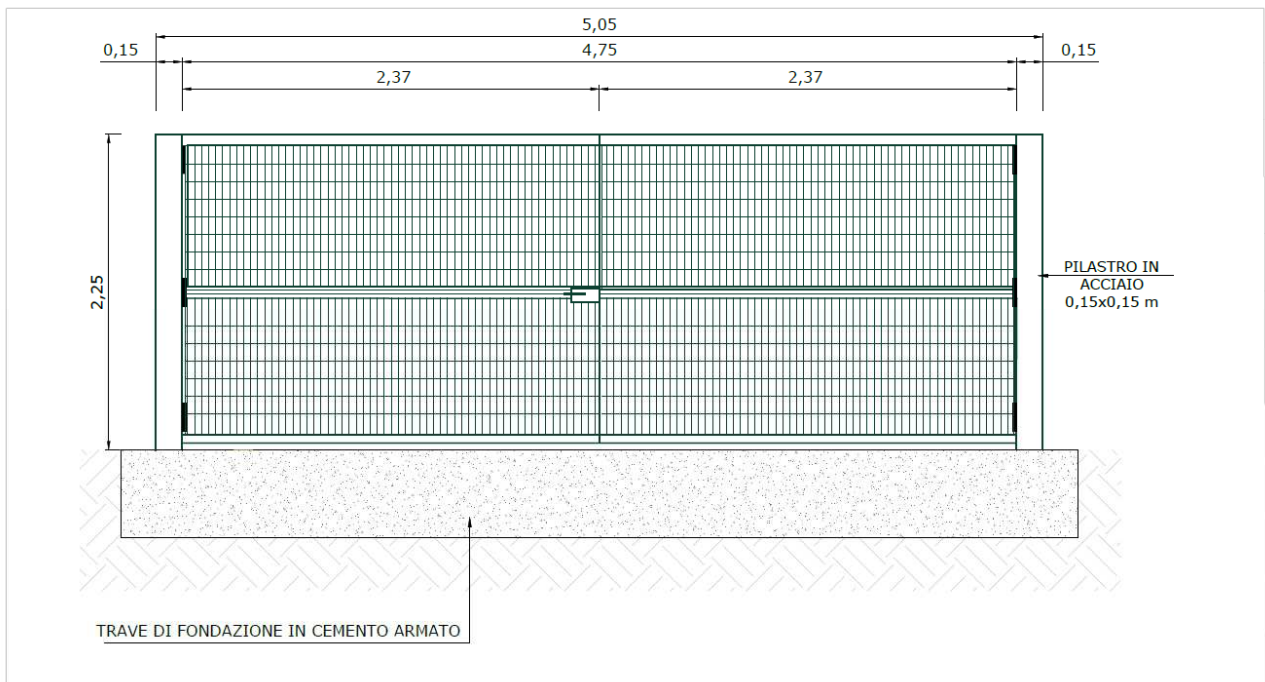 5,05
0,15 4,75 0,15
2,37 2,37
2,25
PILASTRO IN
ACCIAIO
0,15x0,15 m
TRAVE DI FONDAZIONE IN CEMENTO ARMATO